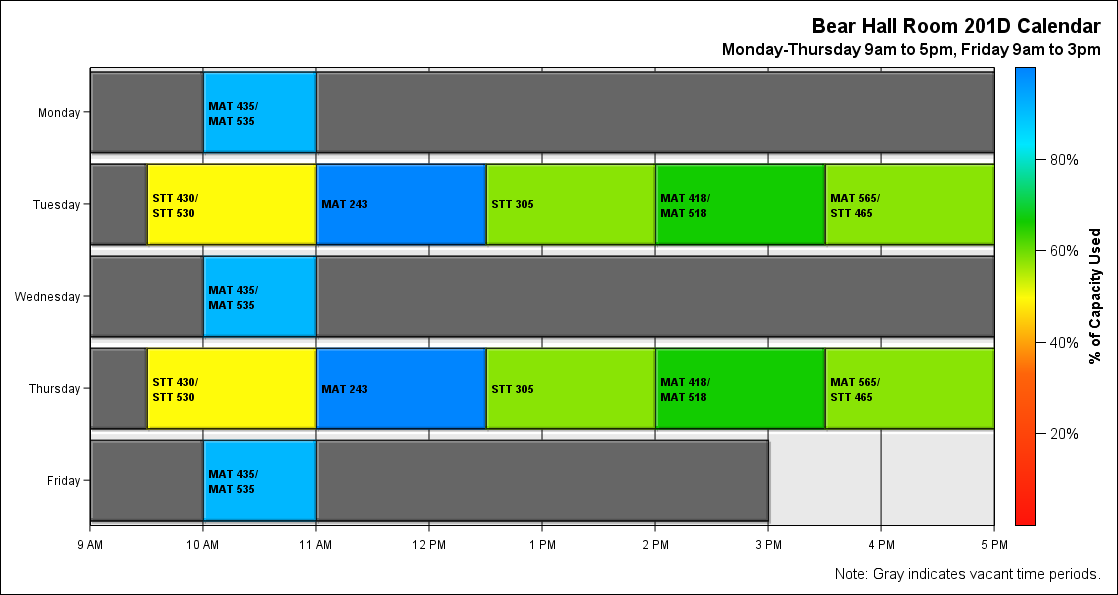 Bear Hall Room 201D Calendar
Monday-Thursday 9am to 5pm, Friday 9am to 3pm
Monday
MAT 435/
MAT 535
Tuesday
STT 430/
STT 530
MAT 243
STT 305
MAT 418/
MAT 518
MAT 565/
STT 465
Wednesday
MAT 435/
MAT 535
Thursday
STT 430/
STT 530
MAT 243
STT 305
MAT 418/
MAT 518
MAT 565/
STT 465
Friday
MAT 435/
MAT 535
9 AM 10 AM 11 AM 12 PM 1 PM 2 PM 3 PM 4 PM 5 PM
80%
60%
40%
20%
% of Capacity Used
Note: Gray indicates vacant time periods.